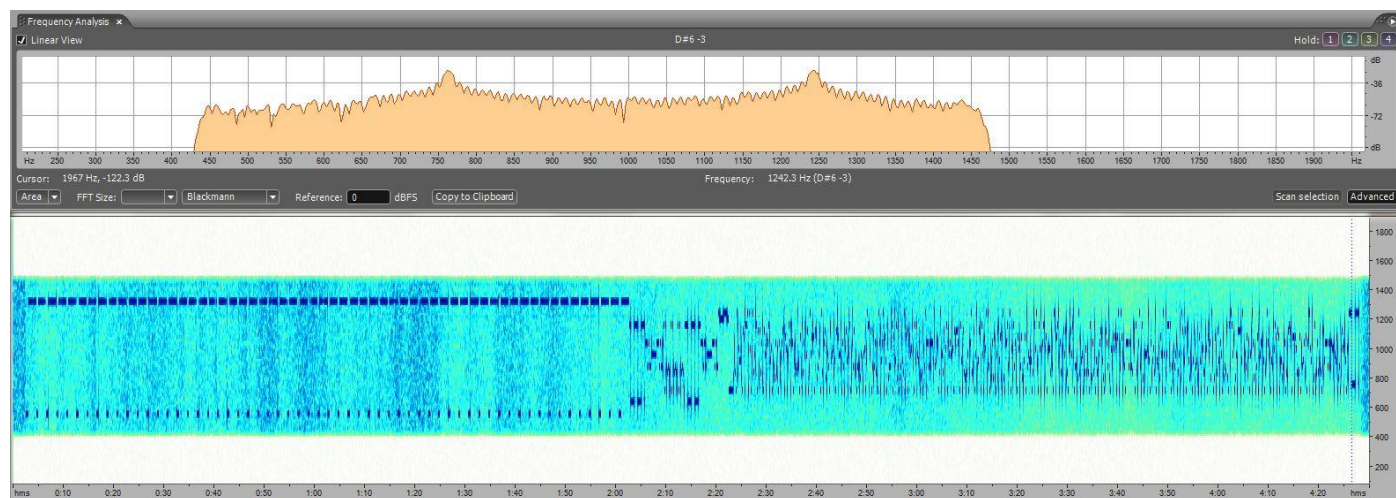 Frequency Analysis ×
Linear View D#6 -3 Hold: 1 2 3 4
dB
-36
-72
dB
Hz 250 300 350 400 450 500 550 600 650 700 750 800 850 900 950 1000 1050 1100 1150 1200 1250 1300 1350 1400 1450 1500 1550 1600 1650 1700 1750 1800 1850 1900 Hz
Cursor: 1967 Hz, -122.3 dB Frequency: 1242.3 Hz (D#6 -3)
Area FFT Size: Blackmann Reference: 0 dBFS Copy to Clipboard Scan selection Advanced
1800
1600
1400
1200
1000
800
600
400
200
hms 0:10 0:20 0:30 0:40 0:50 1:00 1:10 1:20 1:30 1:40 1:50 2:00 2:10 2:20 2:30 2:40 2:50 3:00 3:10 3:20 3:30 3:40 3:50 4:00 4:10 4:20 hms